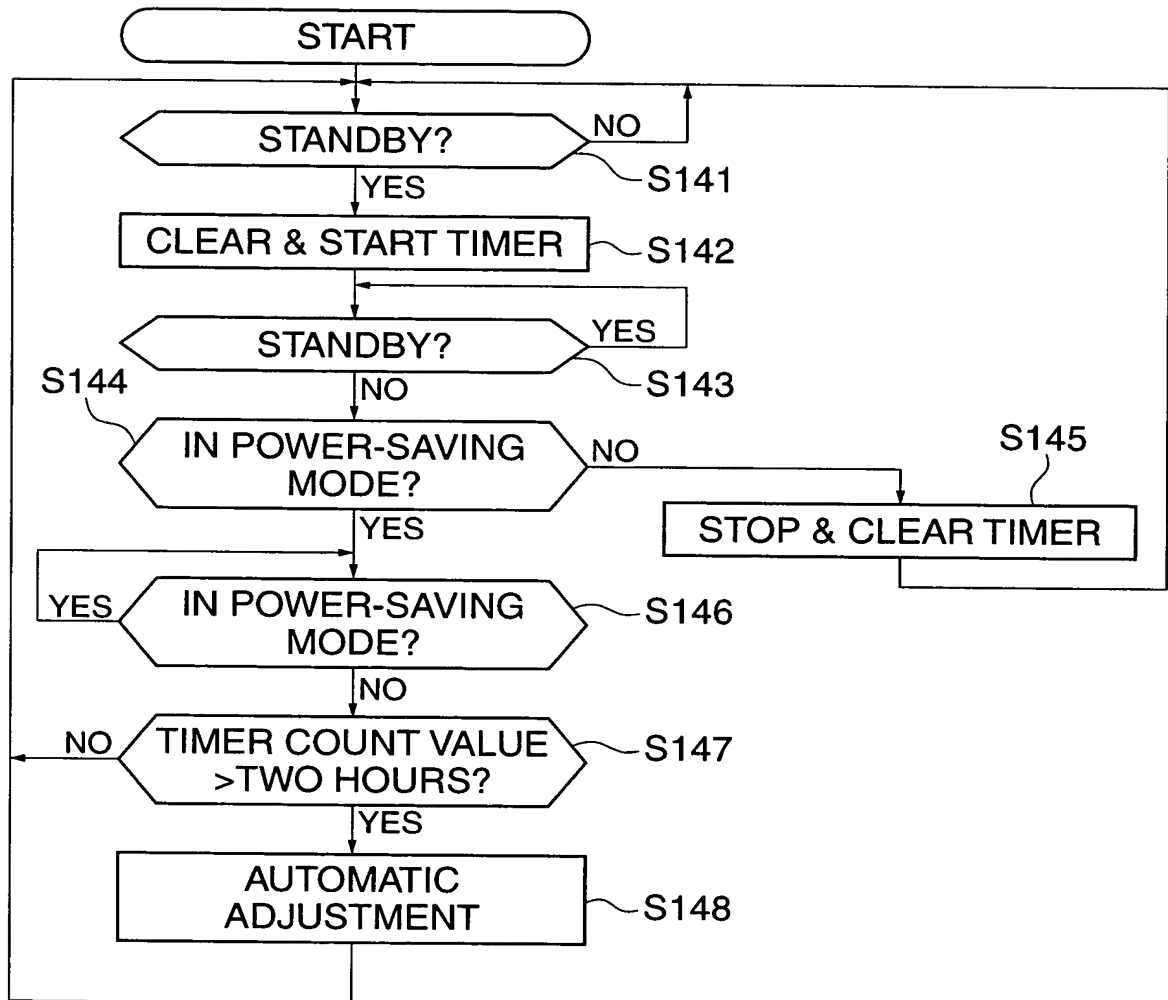 START
STANDBY?
NO
S141
YES
CLEAR & START TIMER
S142
STANDBY?
YES
S143
NO
S144
IN POWER-SAVING
MODE?
NO
S145
STOP & CLEAR TIMER
YES
IN POWER-SAVING
MODE?
YES
S146
NO
TIMER COUNT VALUE
>TWO HOURS?
NO
S147
YES
AUTOMATIC
ADJUSTMENT
S148